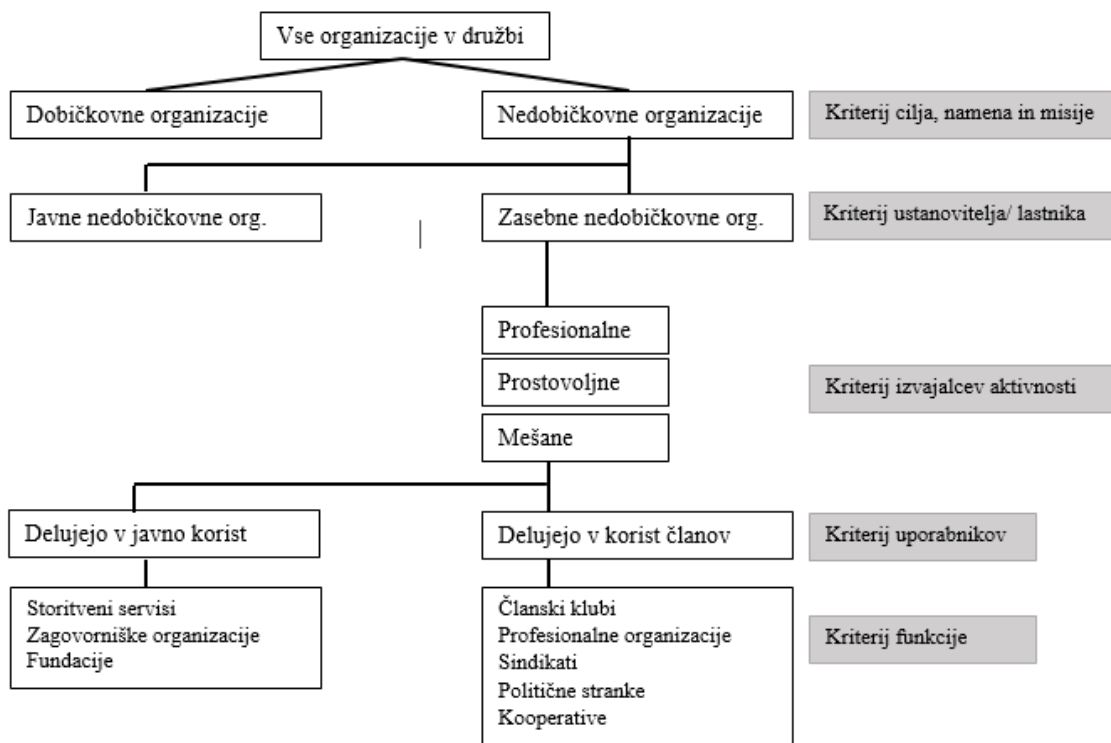 Vse organizacije v družbi
Dobičkovne organizacije
Nedobičkovne organizacije
Kriterij cilja, namena in misije
Javne nedobičkovne org.
Zasebne nedobičkovne org.
Kriterij ustanovitelja/ lastnika
Profesionalne
Prostovoljne
Kriterij izvajalcev aktivnosti
Mešane
Delujejo v javno korist
Delujejo v korist članov
Kriterij uporabnikov
Storitveni servisi
Zagovorniške organizacije
Fundacije
Članski klubi
Profesionalne organizacije
Sindikati
Politične stranke
Kooperative
Kriterij funkcije